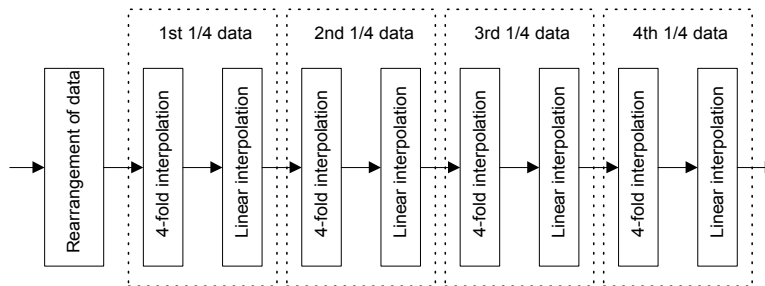 1st 1/4 data
2nd 1/4 data
3rd 1/4 data
4th 1/4 data
Rearrangement of data
4-fold interpolation
Linear interpolation
4-fold interpolation
Linear interpolation
4-fold interpolation
Linear interpolation
4-fold interpolation
Linear interpolation